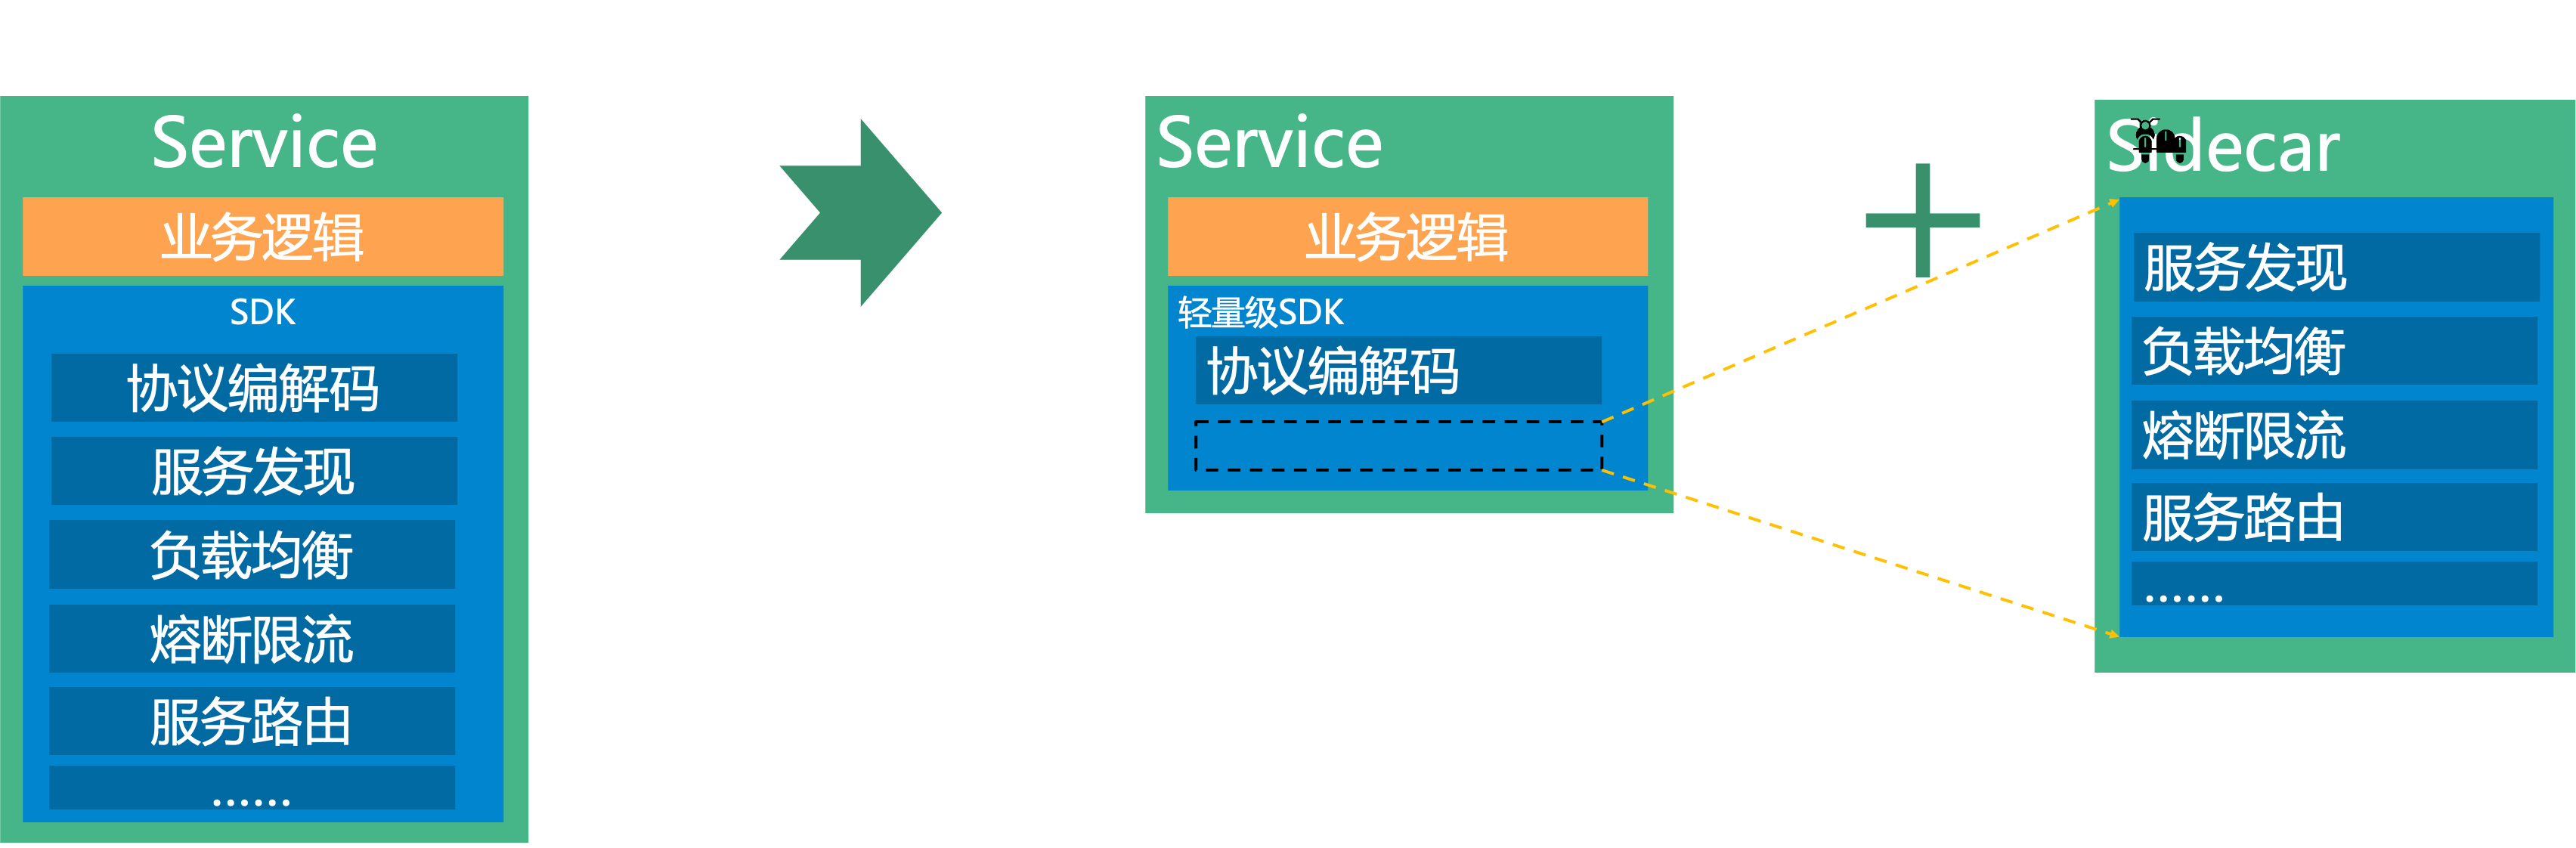 Service
业务逻辑
SDK
协议编解码
服务发现
负载均衡
熔断限流
服务路由
……
Service
业务逻辑
轻量级SDK
协议编解码
Sidecar
服务发现
负载均衡
熔断限流
服务路由
……